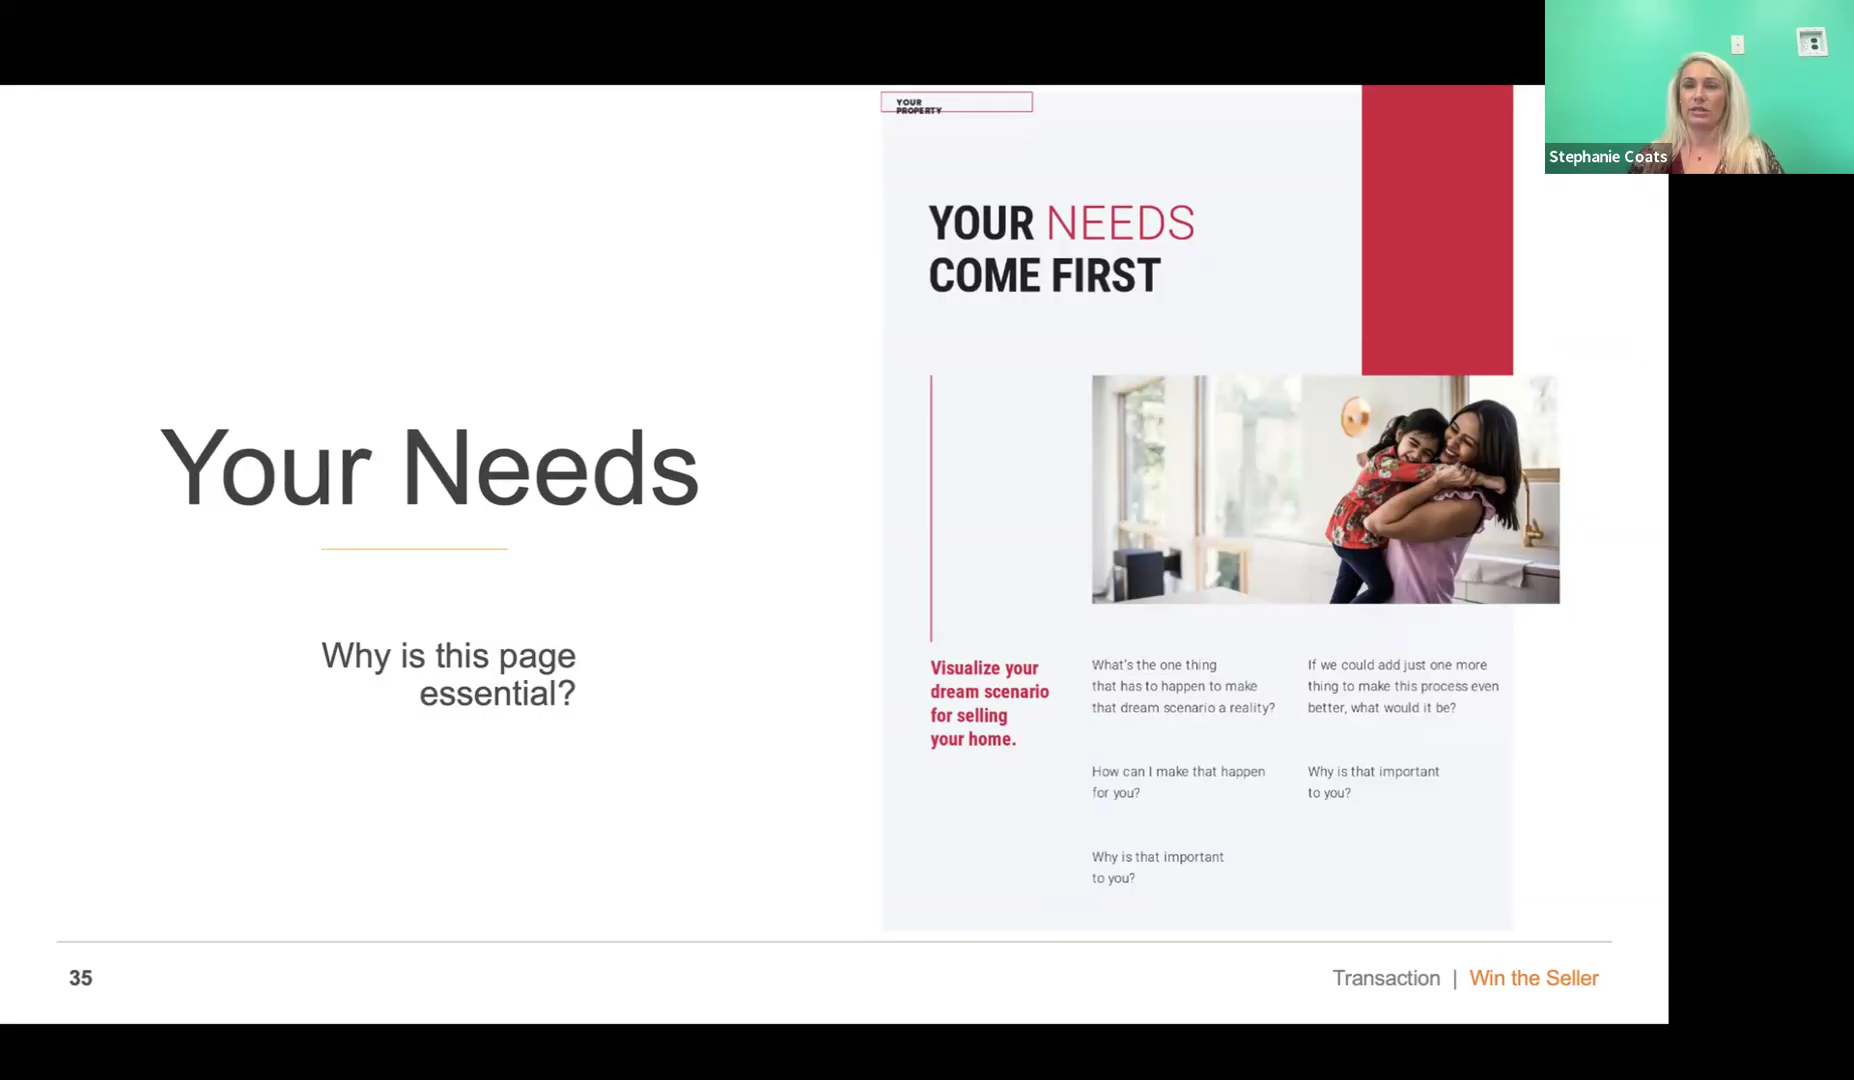 Stephanie Coats
YOUR
PROPERTY
YOUR NEEDS
COME FIRST
Your Needs
Why is this page
essential?
Visualize your
dream scenario
for selling
your home.
What's the one thing
that has to happen to make
that dream scenario a reality?
How can I make that happen
for you?
Why is that important
to you?
If we could add just one more
thing to make this process even
better, what would it be?
Why is that important
to you?
35
Transaction | Win the Seller